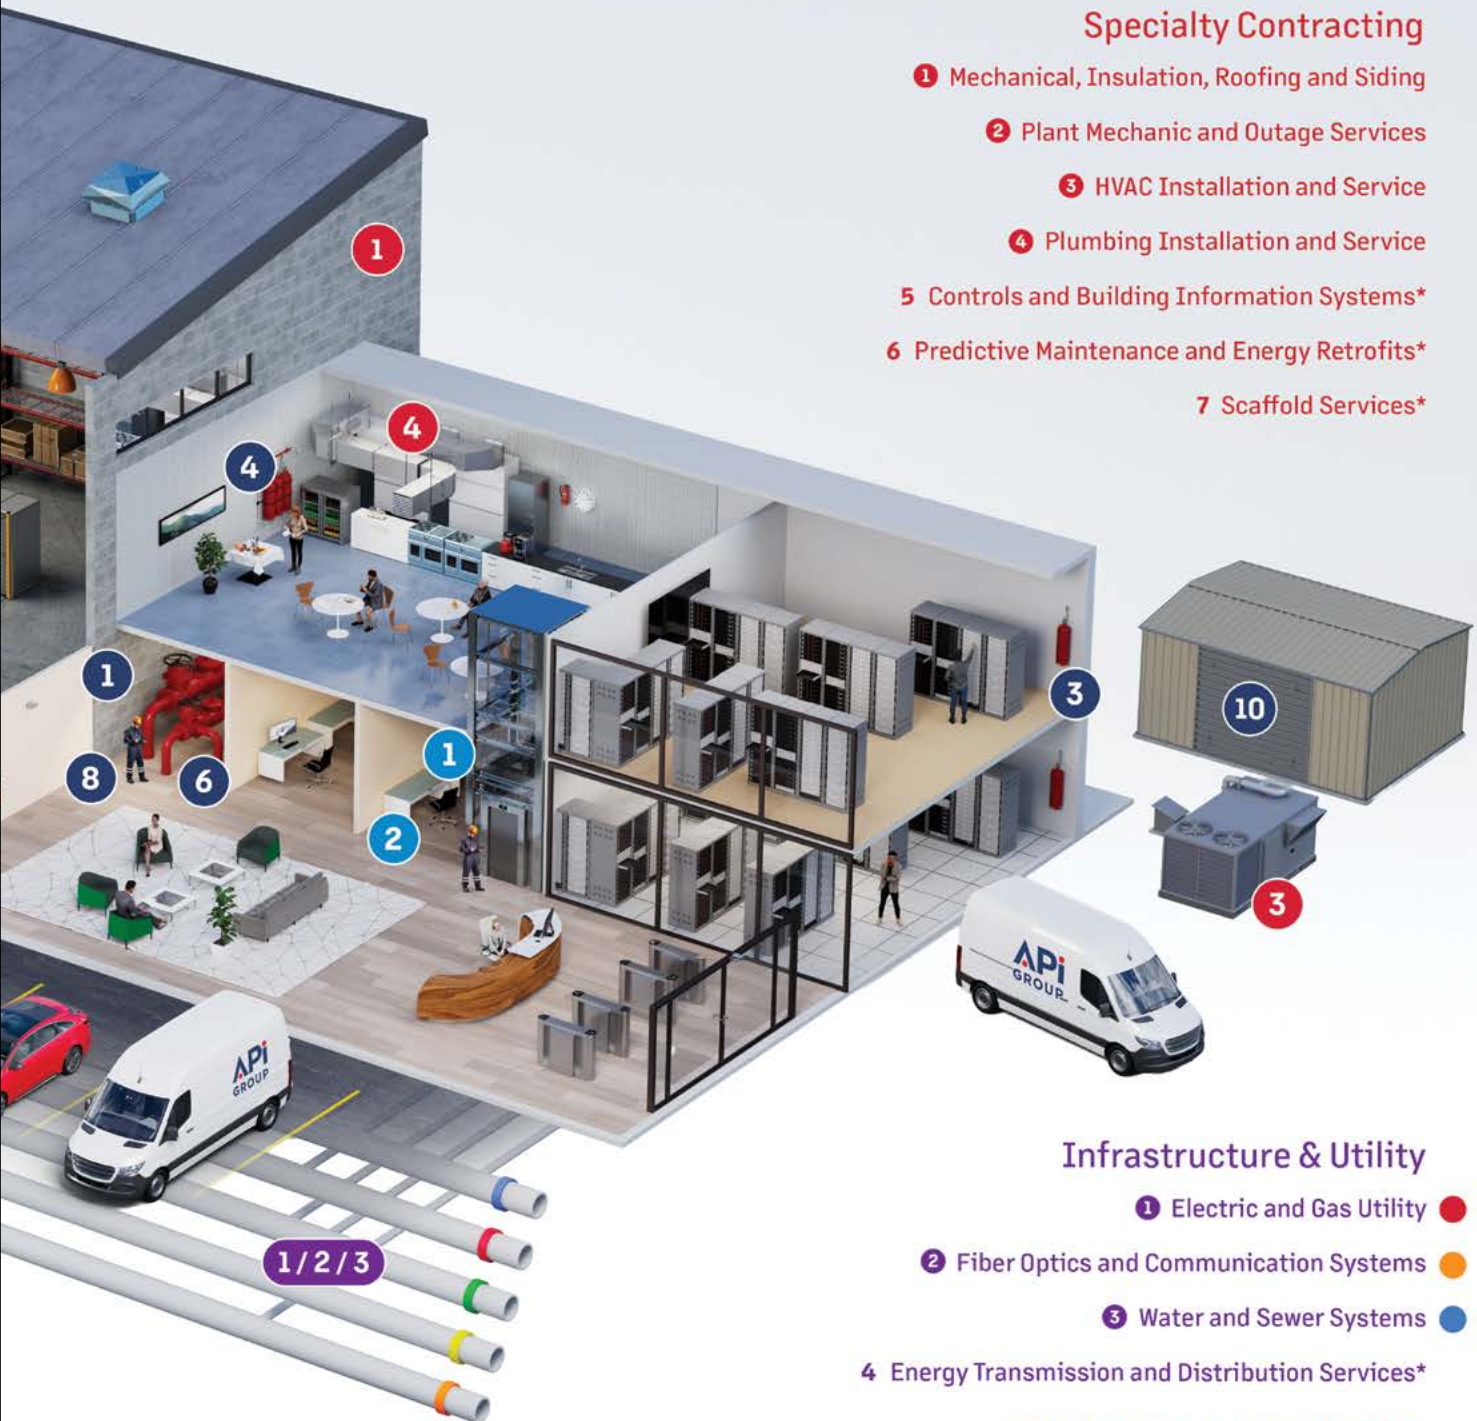 Specialty Contracting
1 Mechanical, Insulation, Roofing and Siding
2 Plant Mechanic and Outage Services
3 HVAC Installation and Service
4 Plumbing Installation and Service
5 Controls and Building Information Systems*
6 Predictive Maintenance and Energy Retrofits*
7 Scaffold Services*
1
4
4
1
3
10
8
6
1
2
3
APi
GROUP
APi
GROUP
1/2/3
Infrastructure & Utility
1 Electric and Gas Utility
2 Fiber Optics and Communication Systems
3 Water and Sewer Systems
4 Energy Transmission and Distribution Services*